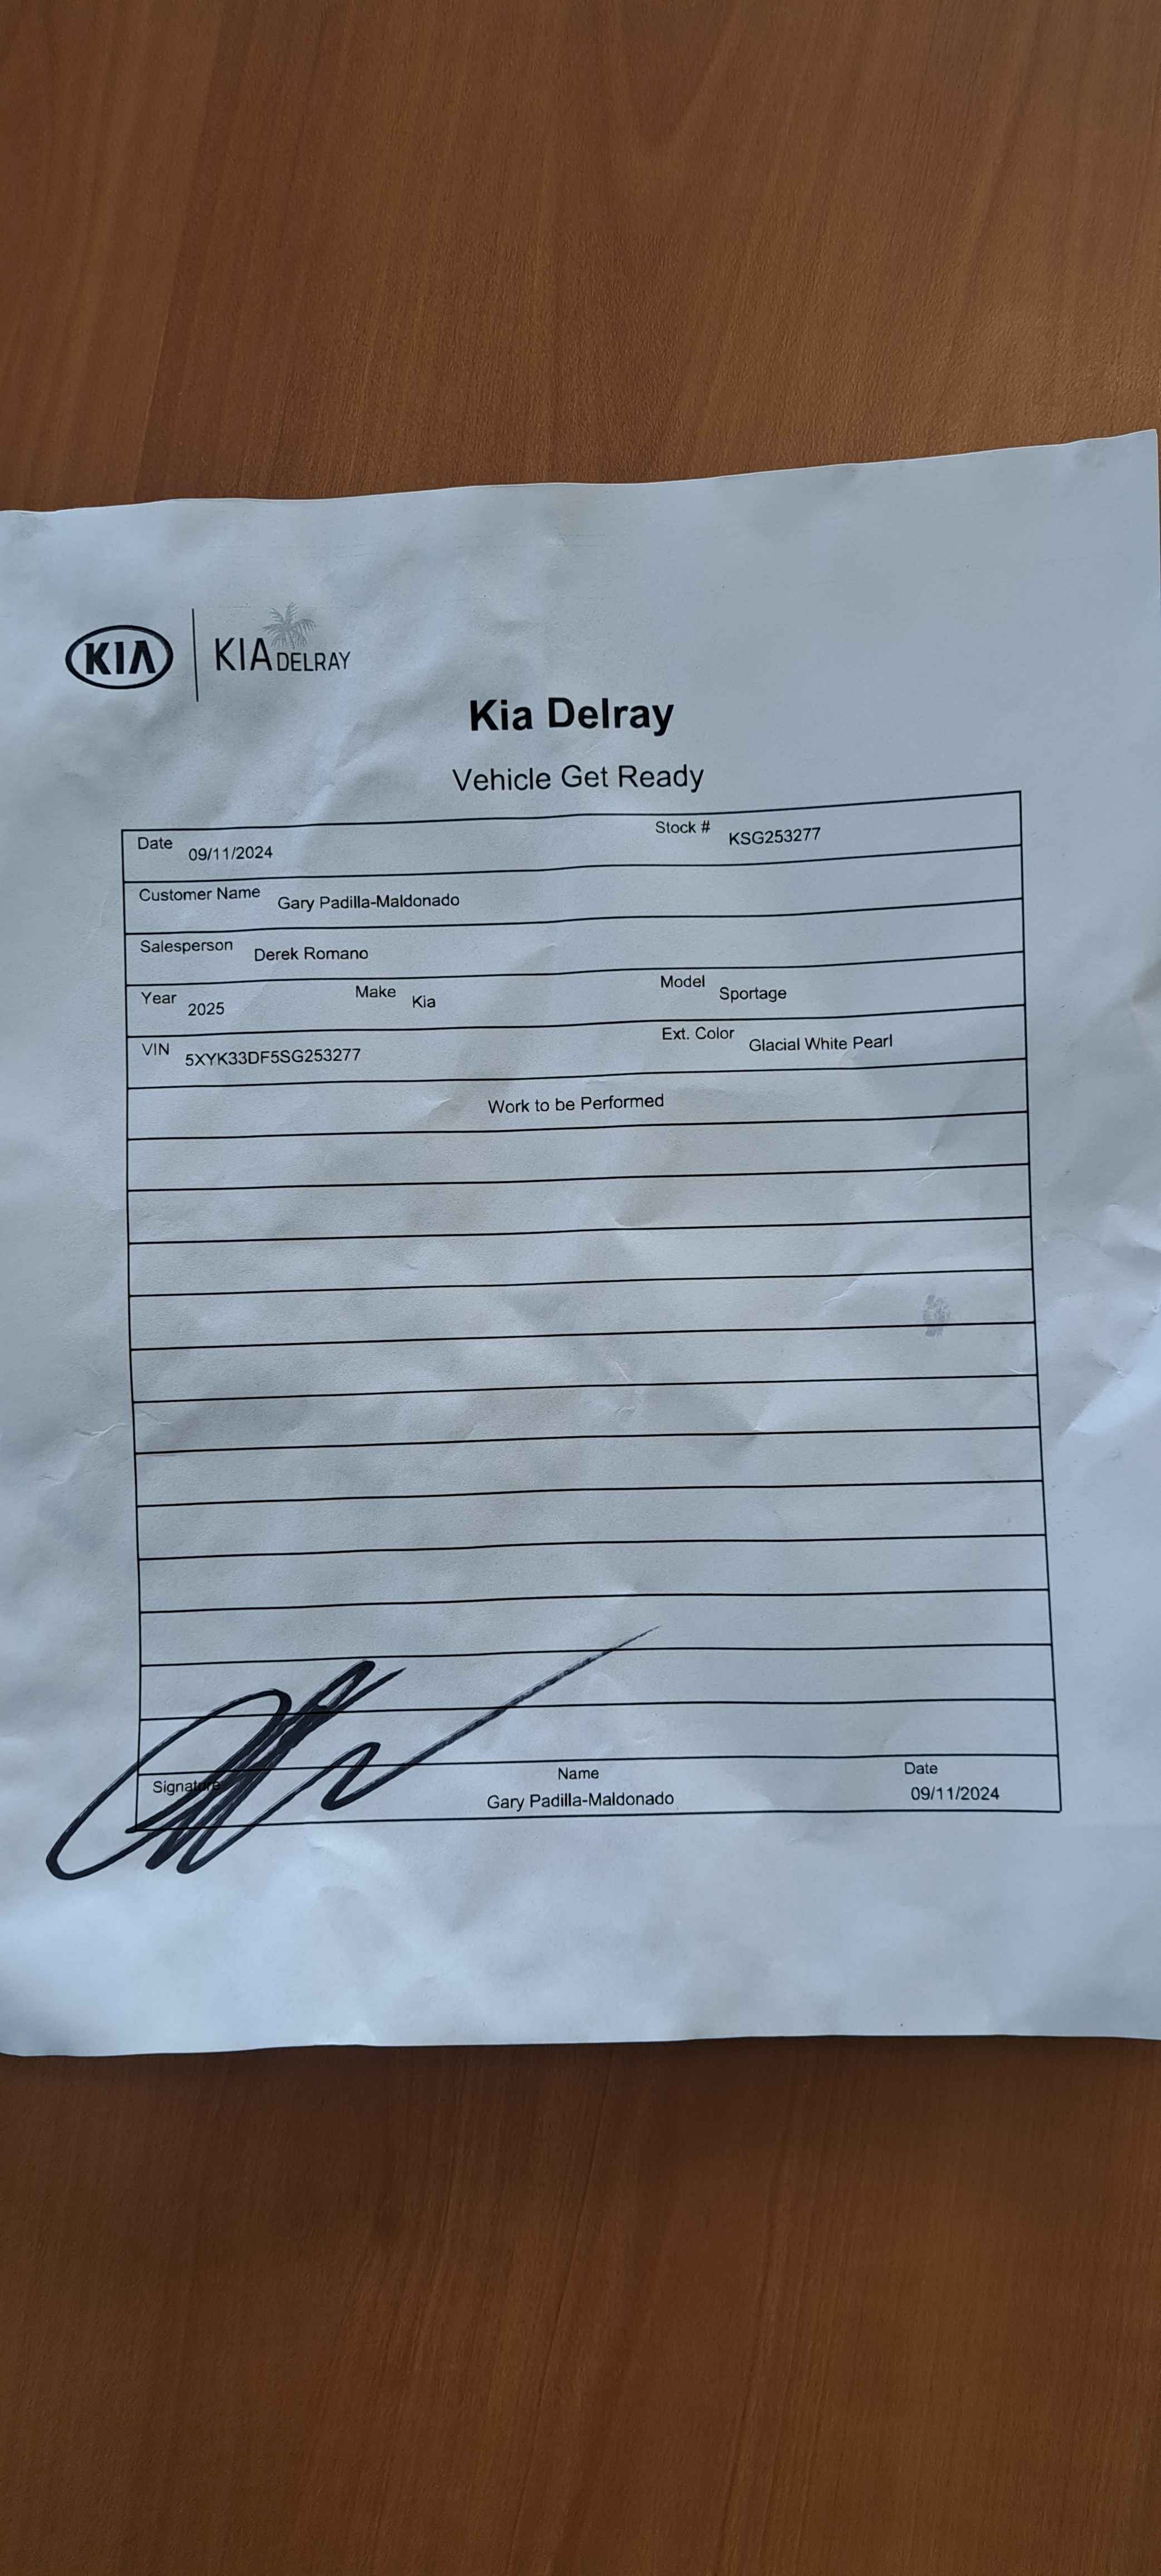 KIA KIA DELRAY
Kia Delray
Vehicle Get Ready
Date 09/11/2024 Stock # KSG253277
Customer Name Gary Padilla-Maldonado
Salesperson Derek Romano
Year 2025 Make Kia Model Sportage
VIN 5XYK33DF5SG253277 Ext. Color Glacial White Pearl
Work to be Performed
Signature Name Date
Gary Padilla-Maldonado 09/11/2024